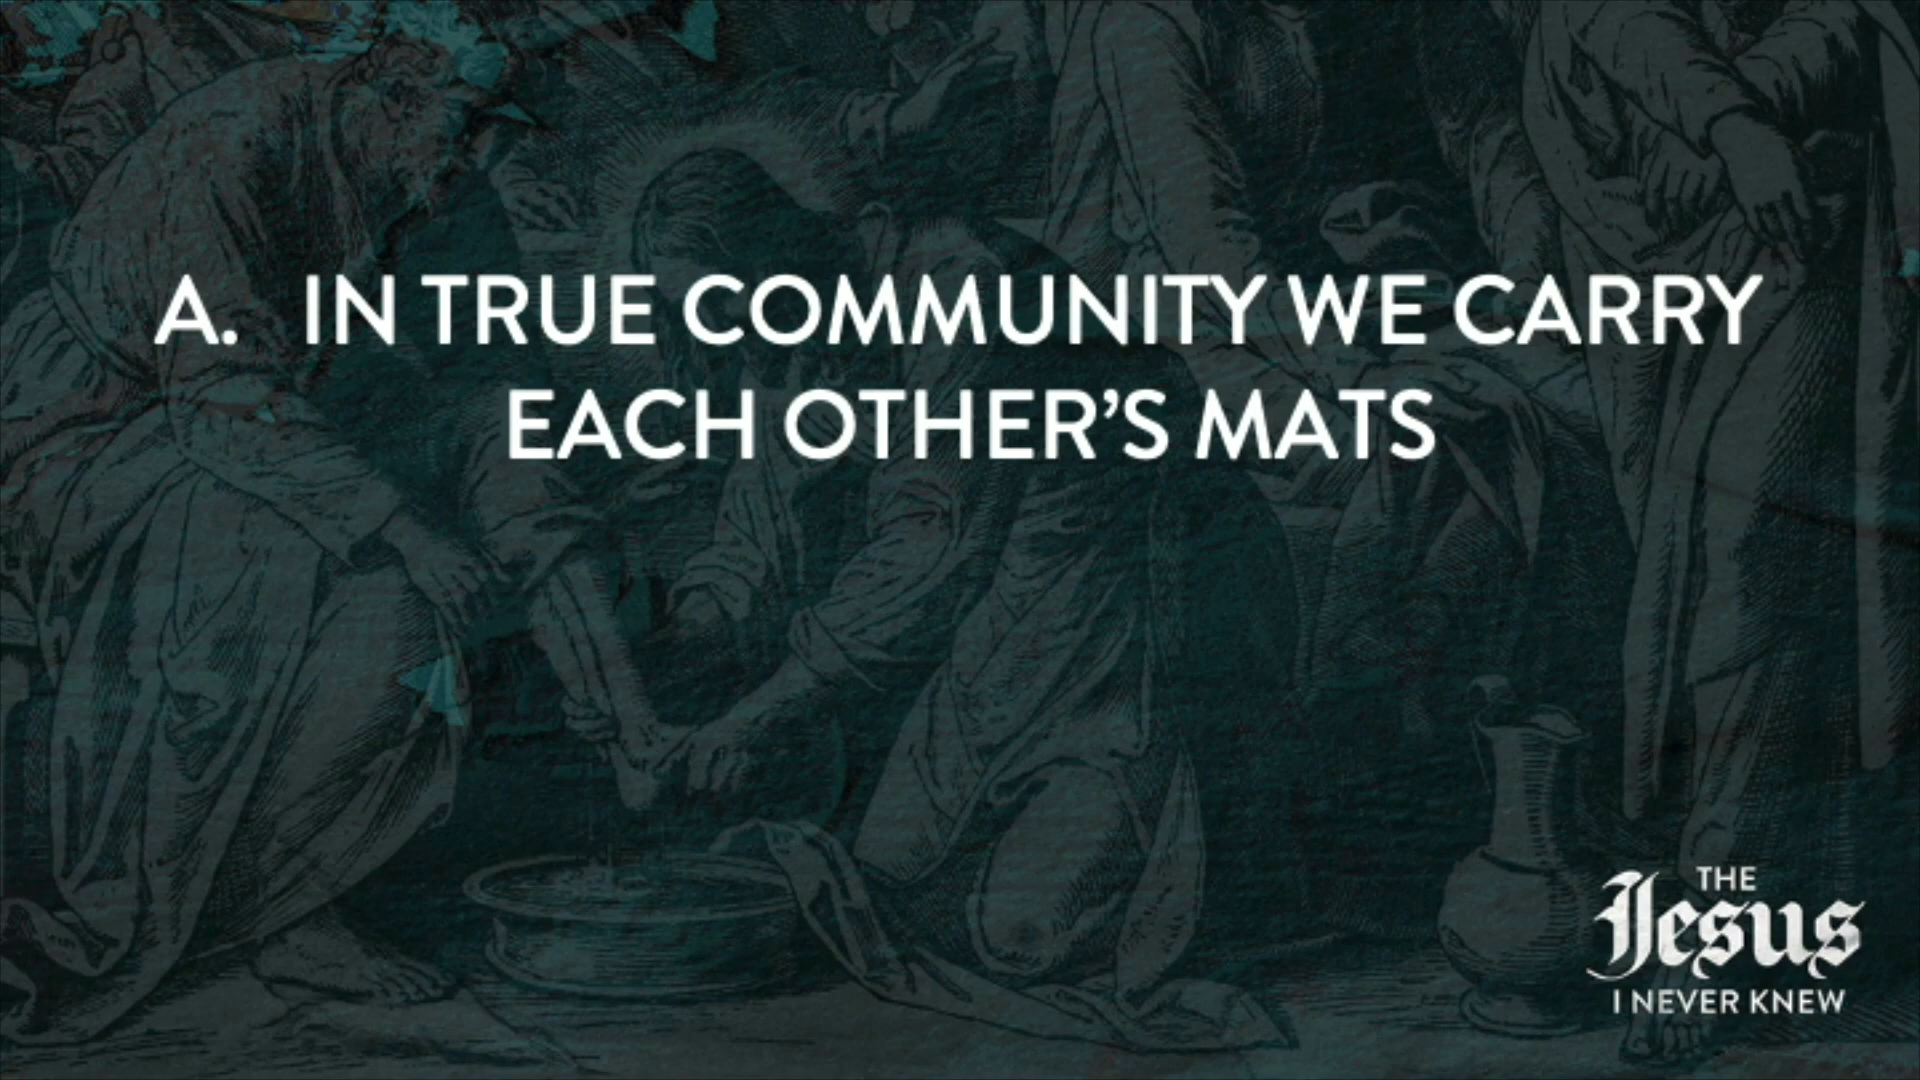 A. IN TRUE COMMUNITY WE CARRY
EACH OTHER’S MATS
THE
Jesus
I NEVER KNEW